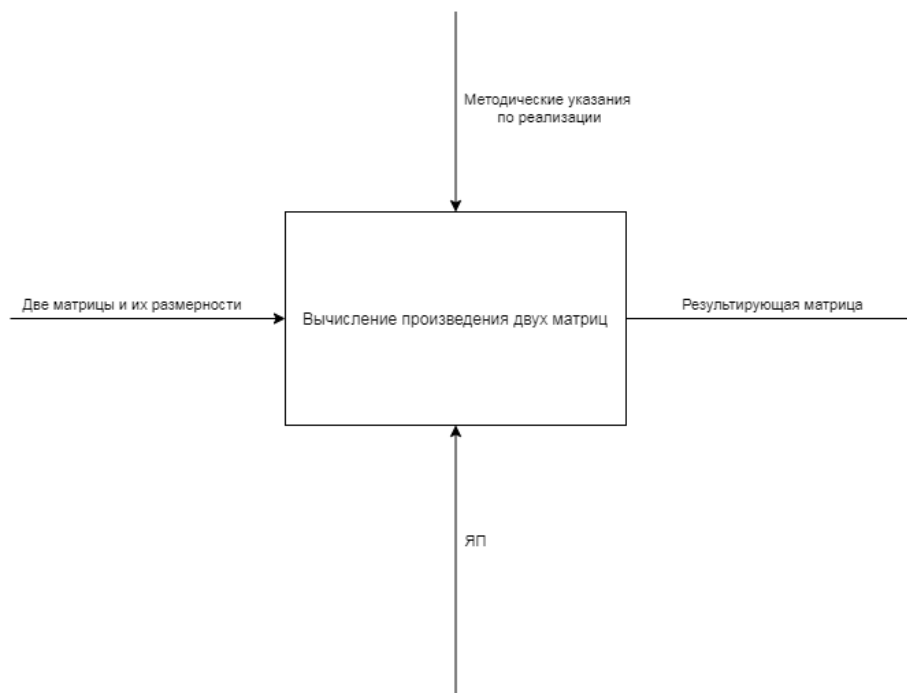 Методические указания
по реализации
Две матрицы и их размерности
Вычисление произведения двух матриц
Результирующая матрица
ЯП